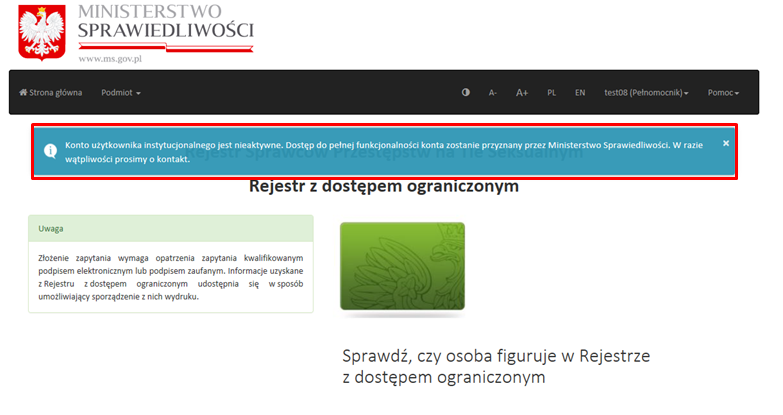 MINISTERSTWO
SPRAWIEDLIWOŚCI
www.ms.gov.pl
Strona główna Podmiot A- A+ PL EN test08 (Pełnomocnik) Pomoc
Rejestr Sprawców Przestępstw na Tle Seksualnym
Konto użytkownika instytucjonalnego jest nieaktywne. Dostęp do pełnej funkcjonalności konta zostanie przyznany przez Ministerstwo Sprawiedliwości. W razie
wątpliwości prosimy o kontakt.
×
Rejestr z dostępem ograniczonym
Uwaga
Złożenie zapytania wymaga opatrzenia zapytania kwalifikowanym
podpisem elektronicznym lub podpisem zaufanym. Informacje uzyskane
z Rejestru z dostępem ograniczonym udostępnia się w sposób
umożliwiający sporządzenie z nich wydruku.
Sprawdź, czy osoba figuruje w Rejestrze
z dostępem ograniczonym